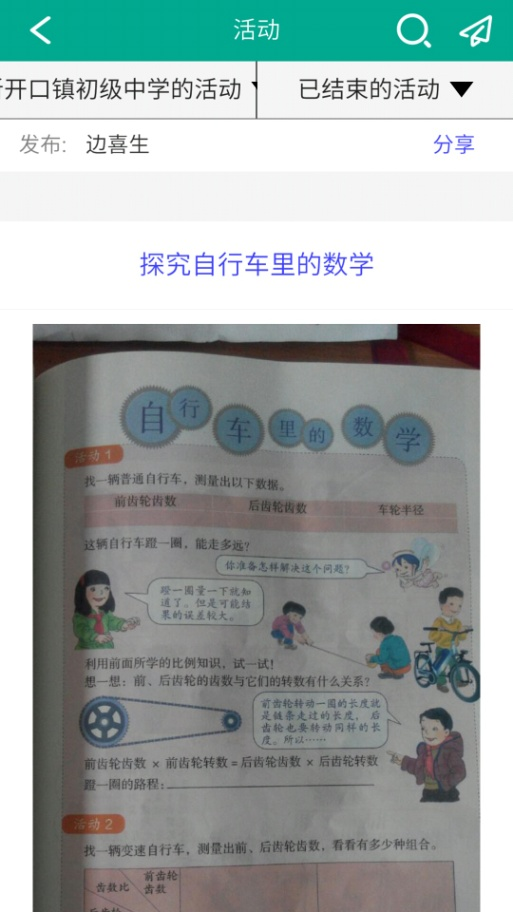 活动
开口镇初级中学的活动
已结束的活动
发布: 边喜生
分享
探究自行车里的数学
自行车里的数学
活动 1
找一辆普通自行车，测量出以下数据。
前齿轮齿数 后齿轮齿数 车轮半径
这辆自行车蹬一圈，能走多远?
你准备怎样解决这个问题?
蹬一圈量一下就知
道了。但是可能结
果的误差较大。
利用前面所学的比例知识，试一试!
想一想：前、后齿轮的齿数与它们的转数有什么关系?
前齿轮转动一圈的长度就
是链条走过的长度， 后
齿轮也要转动同样的长
度。所以……
前齿轮齿数 × 前齿轮转数 = 后齿轮齿数 × 后齿轮转数
蹬一圈的路程:
活动 2
找一辆变速自行车，测量出前、后齿轮齿数，看看有多少种组合。
前齿轮
齿数
齿数比